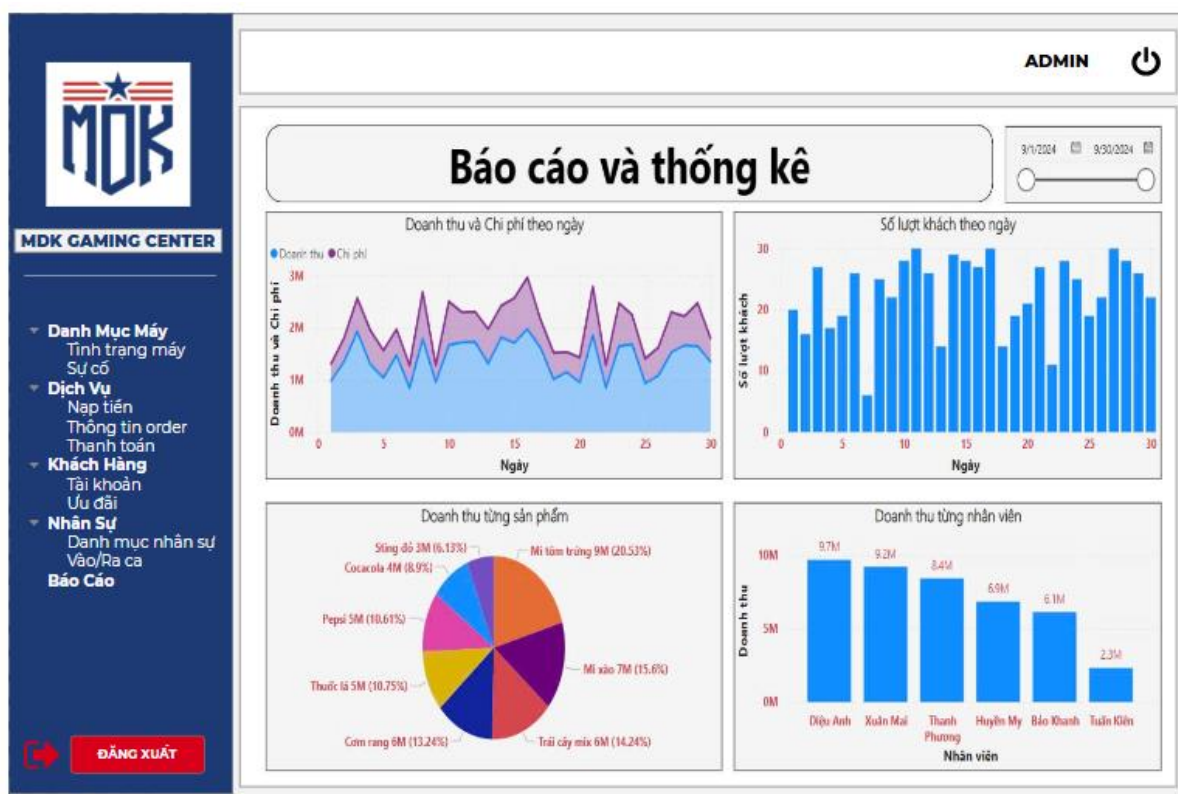 MDK
MDK GAMING CENTER
Danh Mục Máy
Tình trạng máy
Sự cố
Dịch Vụ
Nạp tiền
Thông tin order
Thanh toán
Khách Hàng
Tài khoản
Ưu đãi
Nhân Sự
Danh mục nhân sự
Vào/Ra ca
Báo Cáo
ĐĂNG XUẤT
ADMIN
Báo cáo và thống kê
9/1/2024 9/30/2024
Doanh thu và Chi phí theo ngày
Doanh thu Chi phí
Doanh thu và Chi phí
3M
2M
1M
0M
0 5 10 15 20 25 30
Ngày
Số lượt khách theo ngày
Số lượt khách
30
20
10
0
0 5 10 15 20 25 30
Ngày
Doanh thu từng sản phẩm
Sting đỏ 3M (6.13%)
Mì tôm trứng 9M (20.53%)
Cocacola 4M (8.9%)
Pepsi 5M (10.61%)
Mì xào 7M (15.6%)
Thuốc lá 5M (10.75%)
Cơm rang 6M (13.24%)
Trái cây mix 6M (14.24%)
Doanh thu từng nhân viên
Doanh thu
10M
5M
0M
9.7M
9.2M
8.4M
6.9M
6.1M
2.3M
Diệu Anh Xuân Mai Thanh Phương Huyền My Bảo Khanh Tuấn Kiên
Nhân viên